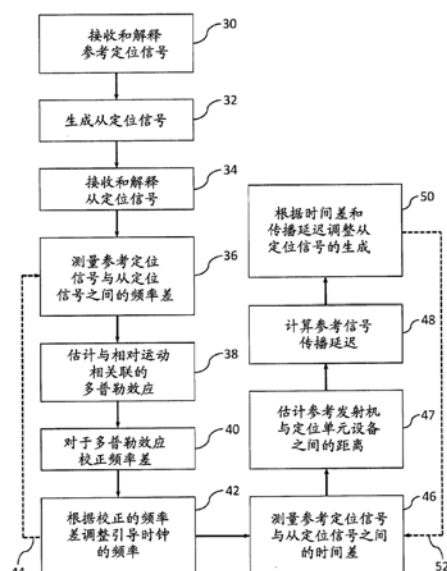 接收和解释
参考定位信号
30
生成从定位信号
32
接收和解释
从定位信号
34
测量参考定位
信号与从定位
信号之间的频率差
36
估计与相对运动
相关联的
多普勒效应
38
对于多普勒效应
校正频率差
40
根据校正的频率
差调整引导时钟
的频率
42
44
测量参考定位信号
与从定位信号之间
的时间差
46
估计参考发射机
与定位单元设备
之间的距离
47
计算参考信号
传播延迟
48
根据时间差和
传播延迟调整从
定位信号的生成
50
52